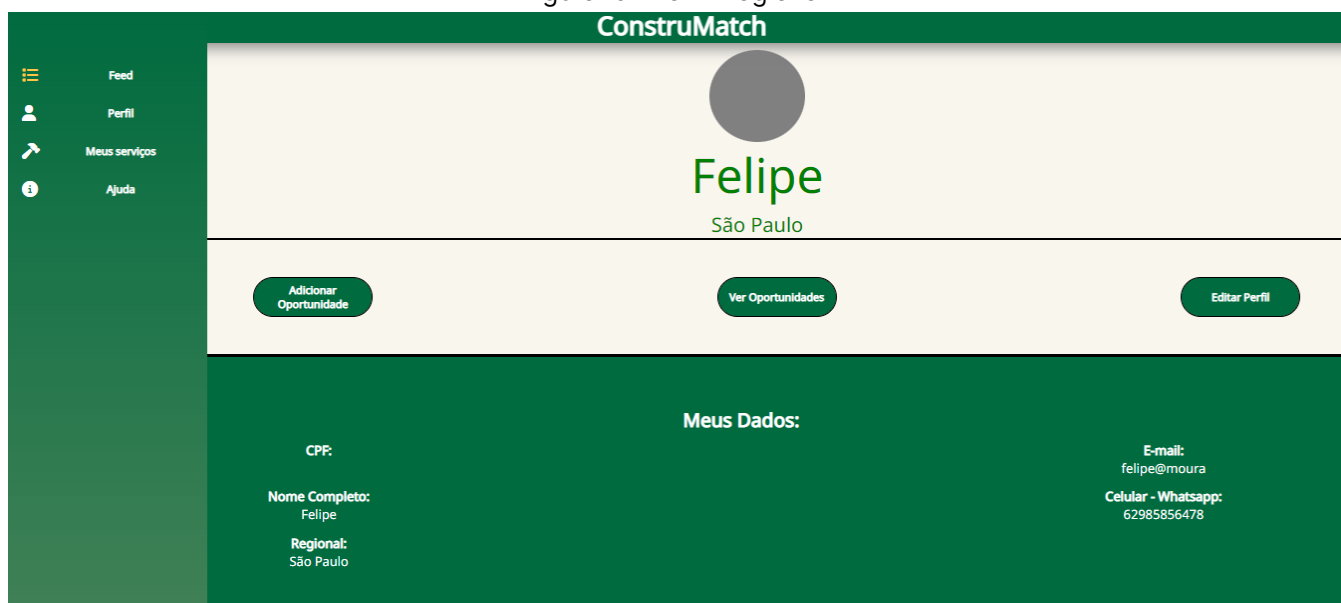 ConstruMatch
Feed
Perfil
Meus serviços
Ajuda
Felipe
São Paulo
Adicionar
Oportunidade
Ver Oportunidades
Editar Perfil
Meus Dados:
CPF:
E-mail:
felipe@moura
Nome Completo:
Felipe
Celular - Whatsapp:
62985856478
Regional:
São Paulo